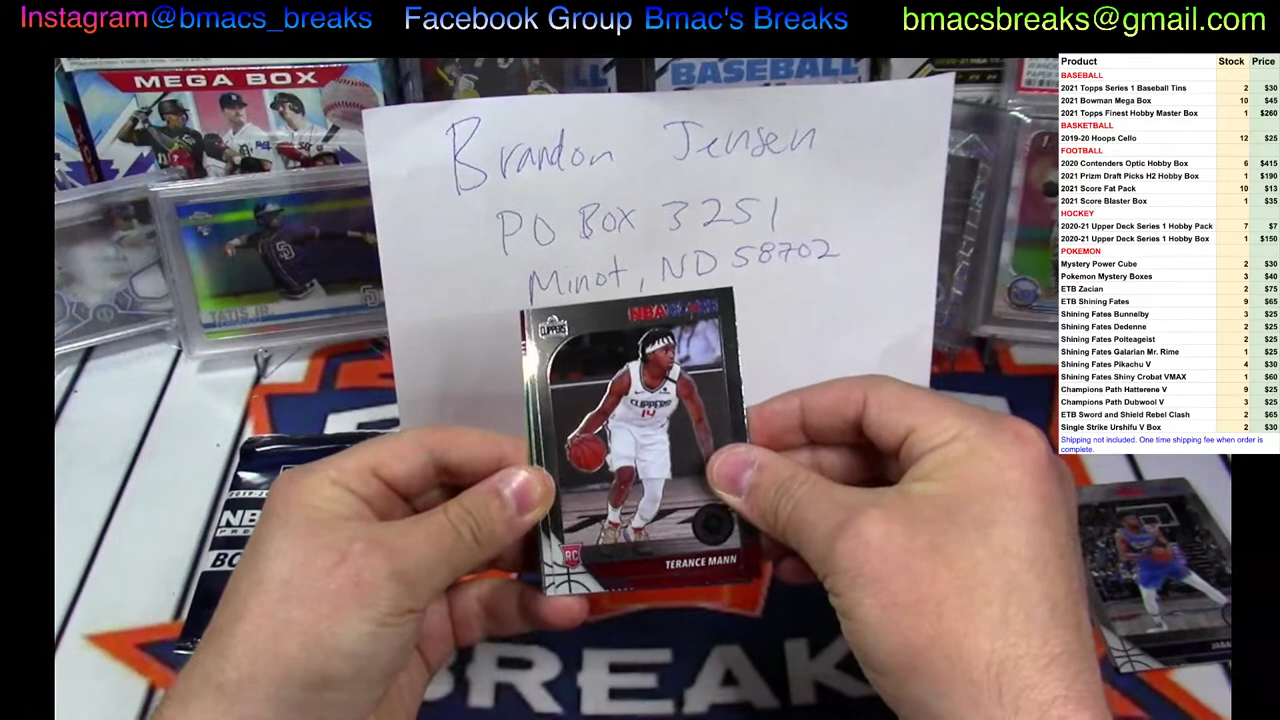 Instagram@bmacs_breaks Facebook Group Bmac's Breaks bmacsbreaks@gmail.com
MEGA BOX
BASEBALL
Brandon Jensen
PO Box 3251
Minot, ND 58702
TATIS JR.
CLIPPERS
14
RC
TERANCE MANN
NB
BREAK
Product Stock Price
BASEBALL
2021 Topps Series 1 Baseball Tins 2 $30
2021 Bowman Mega Box 10 $45
2021 Topps Finest Hobby Master Box 1 $260
BASKETBALL
2019-20 Hoops Cello 12 $25
FOOTBALL
2020 Contenders Optic Hobby Box 6 $415
2021 Prizm Draft Picks H2 Hobby Box 1 $190
2021 Score Fat Pack 10 $13
2021 Score Blaster Box 1 $35
HOCKEY
2020-21 Upper Deck Series 1 Hobby Pack 7 $7
2020-21 Upper Deck Series 1 Hobby Box 1 $150
POKEMON
Mystery Power Cube 2 $30
Pokemon Mystery Boxes 3 $40
ETB Zacian 2 $75
ETB Shining Fates 9 $65
Shining Fates Bunnelby 3 $25
Shining Fates Dedenne 2 $25
Shining Fates Polteageist 2 $25
Shining Fates Galarian Mr. Rime 1 $25
Shining Fates Pikachu V 4 $30
Shining Fates Shiny Crobat VMAX 1 $60
Champions Path Hatterene V 9 $25
Champions Path Dubwool V 3 $25
ETB Sword and Shield Rebel Clash 2 $65
Single Strike Urshifu V Box 2 $30
Shipping not included. One time shipping fee when order is
complete.